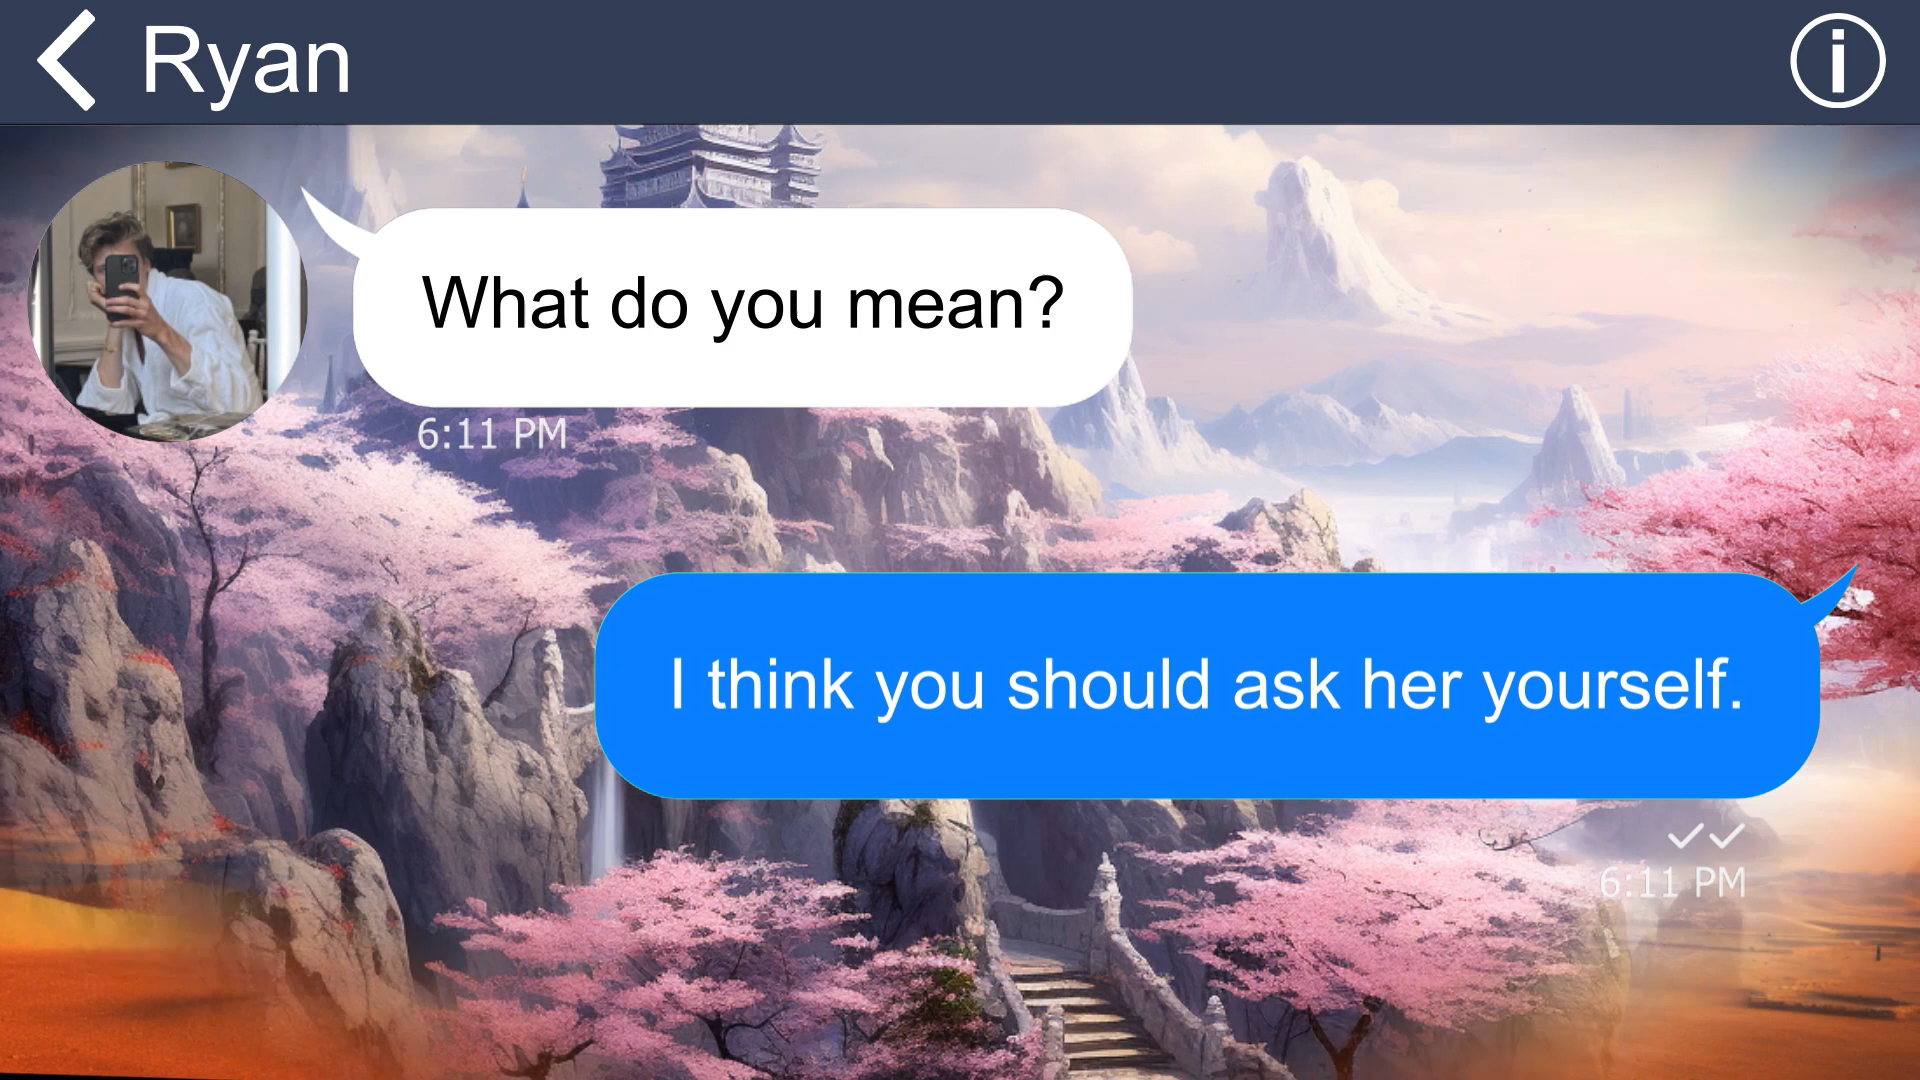 Ryan
What do you mean?
6:11 PM
I think you should ask her yourself.
6:11 PM